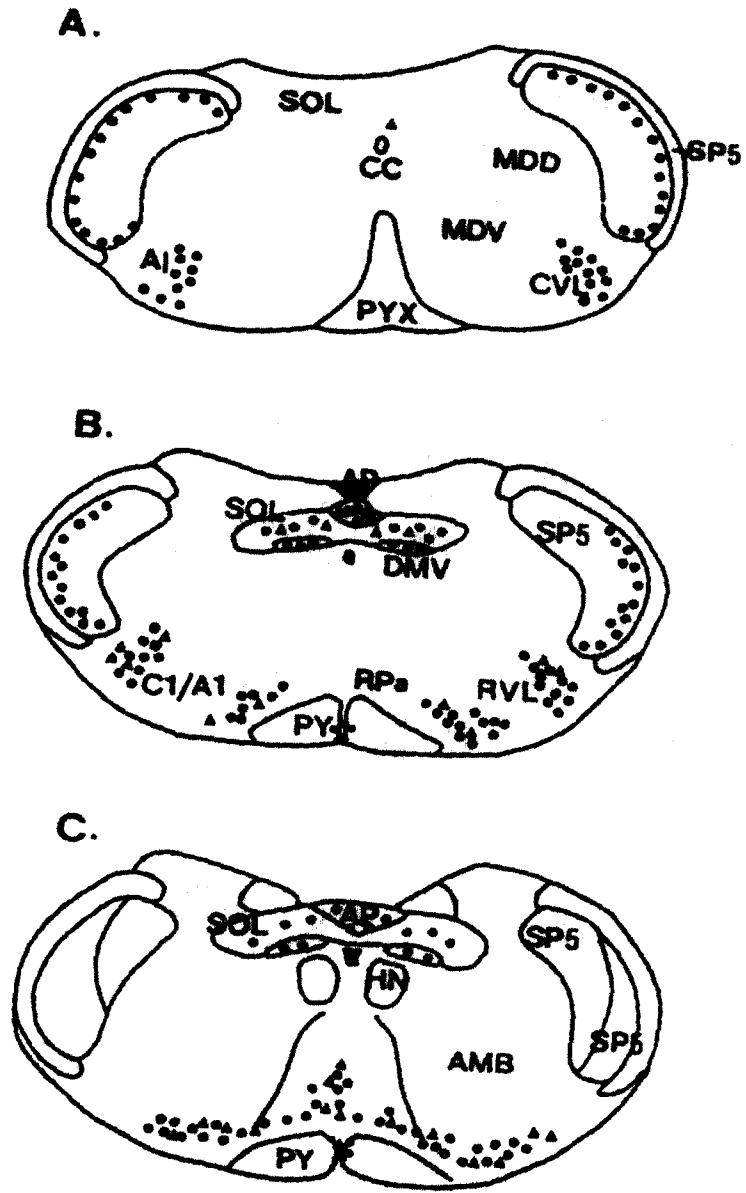 A.
SOL
CC
MDD
SP5
MDV
AI
CVL
PYX
B.
AP
SOL
SP5
DMV
C1/A1
RPa
RVL
PY
C.
SOL
AP
SP5
HN
SP5
AMB
PY